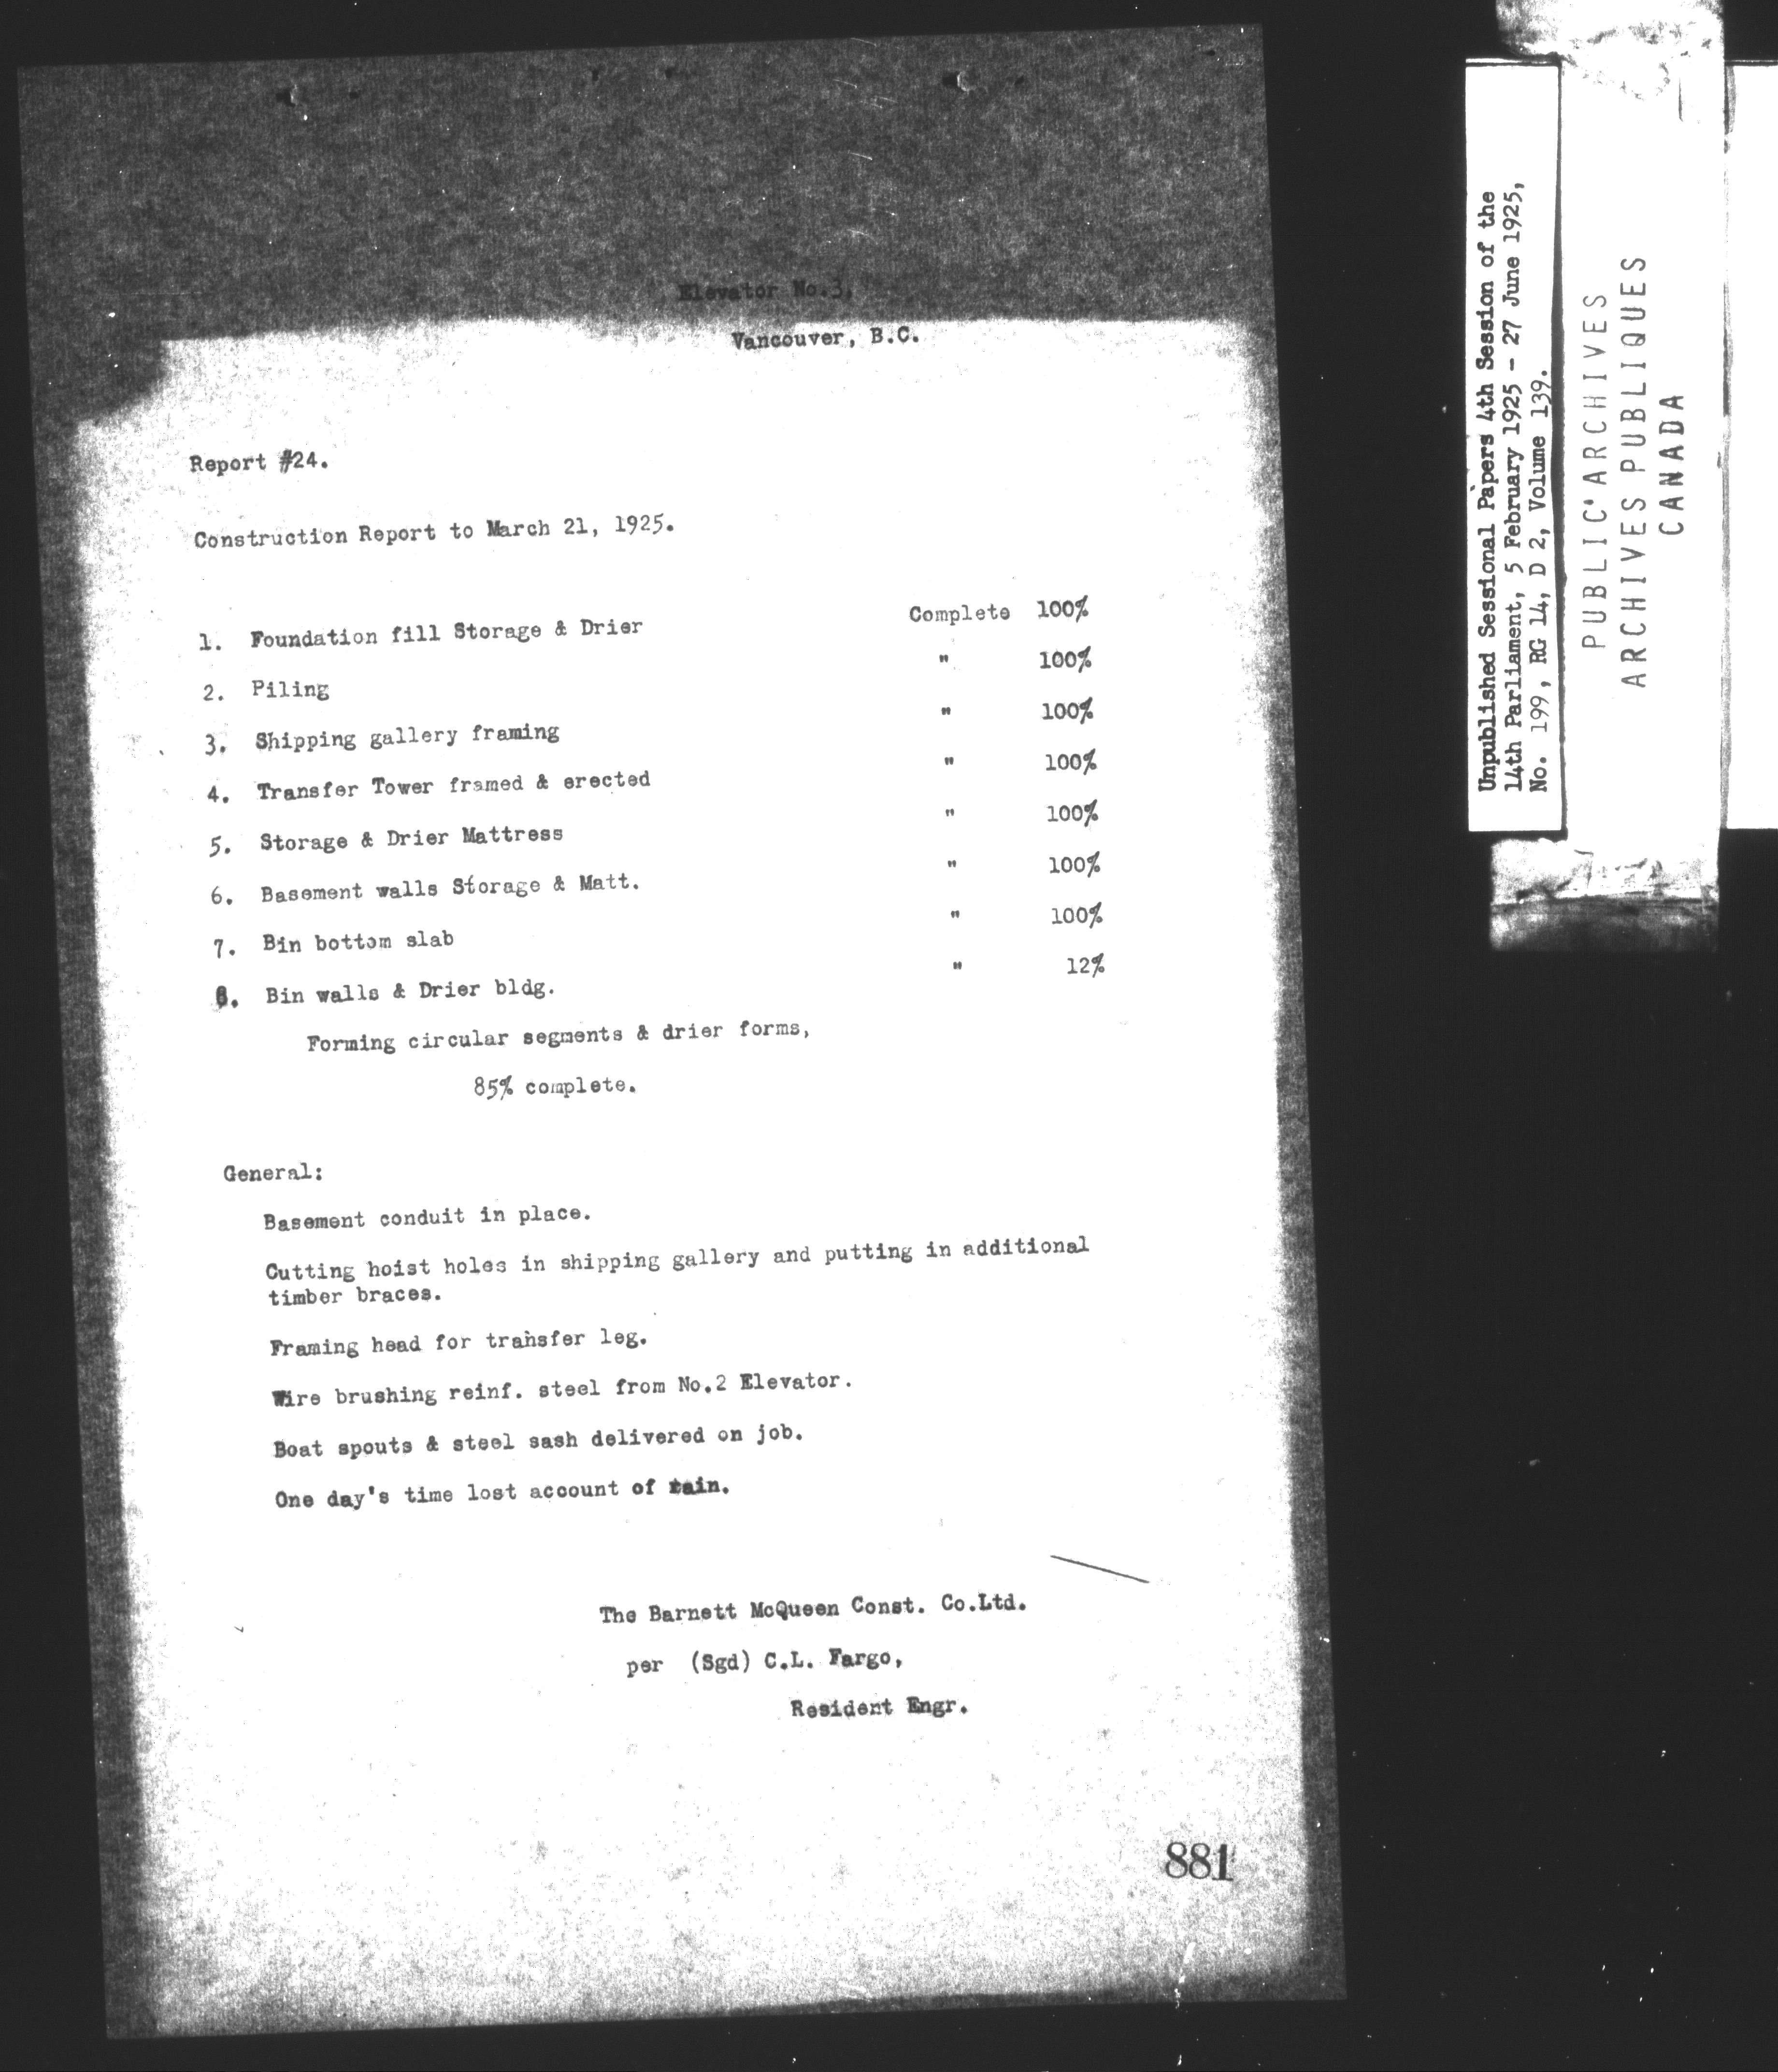 Elevator No.3,
Vancouver, B.C.
Report #24.
Construction Report to March 21, 1925.
1. Foundation fill Storage & Drier Complete 100%
2. Piling " 100%
3. Shipping gallery framing " 100%
4. Transfer Tower framed & erected " 100%
5. Storage & Drier Mattress " 100%
6. Basement walls Storage & Matt. " 100%
7. Bin bottom slab " 100%
8. Bin walls & Drier bldg. " 12%
Forming circular segments & drier forms,
85% complete.
General:
Basement conduit in place.
Cutting hoist holes in shipping gallery and putting in additional
timber braces.
Framing head for transfer leg.
Wire brushing reinf. steel from No.2 Elevator.
Boat spouts & steel sash delivered on job.
One day's time lost account of rain.
The Barnett McQueen Const. Co.Ltd.
per (Sgd) C.L. Fargo,
Resident Engr.
881
Unpublished Sessional Papers 4th Session of the
14th Parliament, 5 February 1925 - 27 June 1925,
No. 199, RG 14, D 2, Volume 139.
PUBLIC ARCHIVES
ARCHIVES PUBLIQUES
CANADA